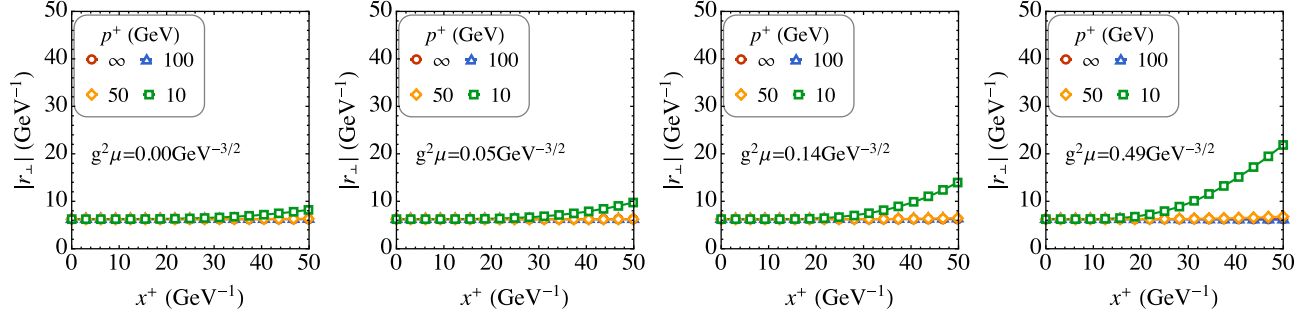 50
40
30
20
10
0
|r⊥| (GeV⁻¹)
p⁺ (GeV)
∞ 100
50 10
g²μ=0.00GeV⁻³/²
0 10 20 30 40 50
x⁺ (GeV⁻¹)
50
40
30
20
10
0
|r⊥| (GeV⁻¹)
p⁺ (GeV)
∞ 100
50 10
g²μ=0.05GeV⁻³/²
0 10 20 30 40 50
x⁺ (GeV⁻¹)
50
40
30
20
10
0
|r⊥| (GeV⁻¹)
p⁺ (GeV)
∞ 100
50 10
g²μ=0.14GeV⁻³/²
0 10 20 30 40 50
x⁺ (GeV⁻¹)
50
40
30
20
10
0
|r⊥| (GeV⁻¹)
p⁺ (GeV)
∞ 100
50 10
g²μ=0.49GeV⁻³/²
0 10 20 30 40 50
x⁺ (GeV⁻¹)